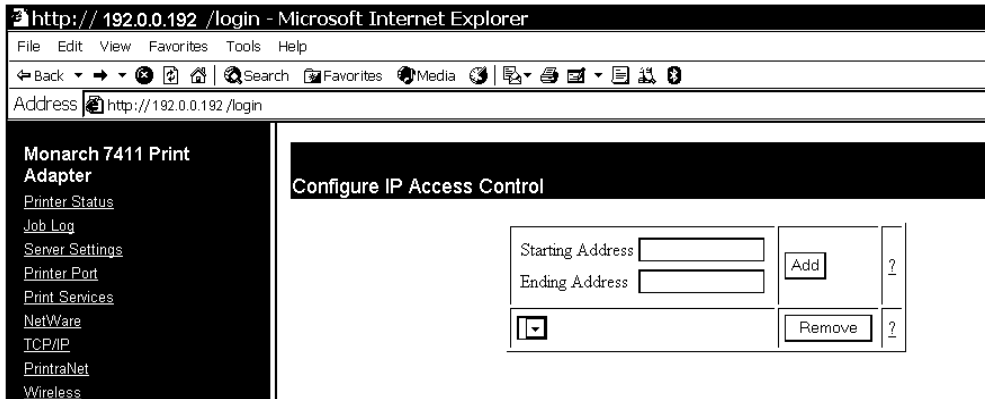 http:// 192.0.0.192 /login - Microsoft Internet Explorer
File Edit View Favorites Tools Help
Back Search Favorites Media
Address http://192.0.0.192 /login
Monarch 7411 Print
Adapter
Printer Status
Job Log
Server Settings
Printer Port
Print Services
NetWare
TCP/IP
PrintraNet
Wireless
Configure IP Access Control
Starting Address
Ending Address
Add
?
Remove
?